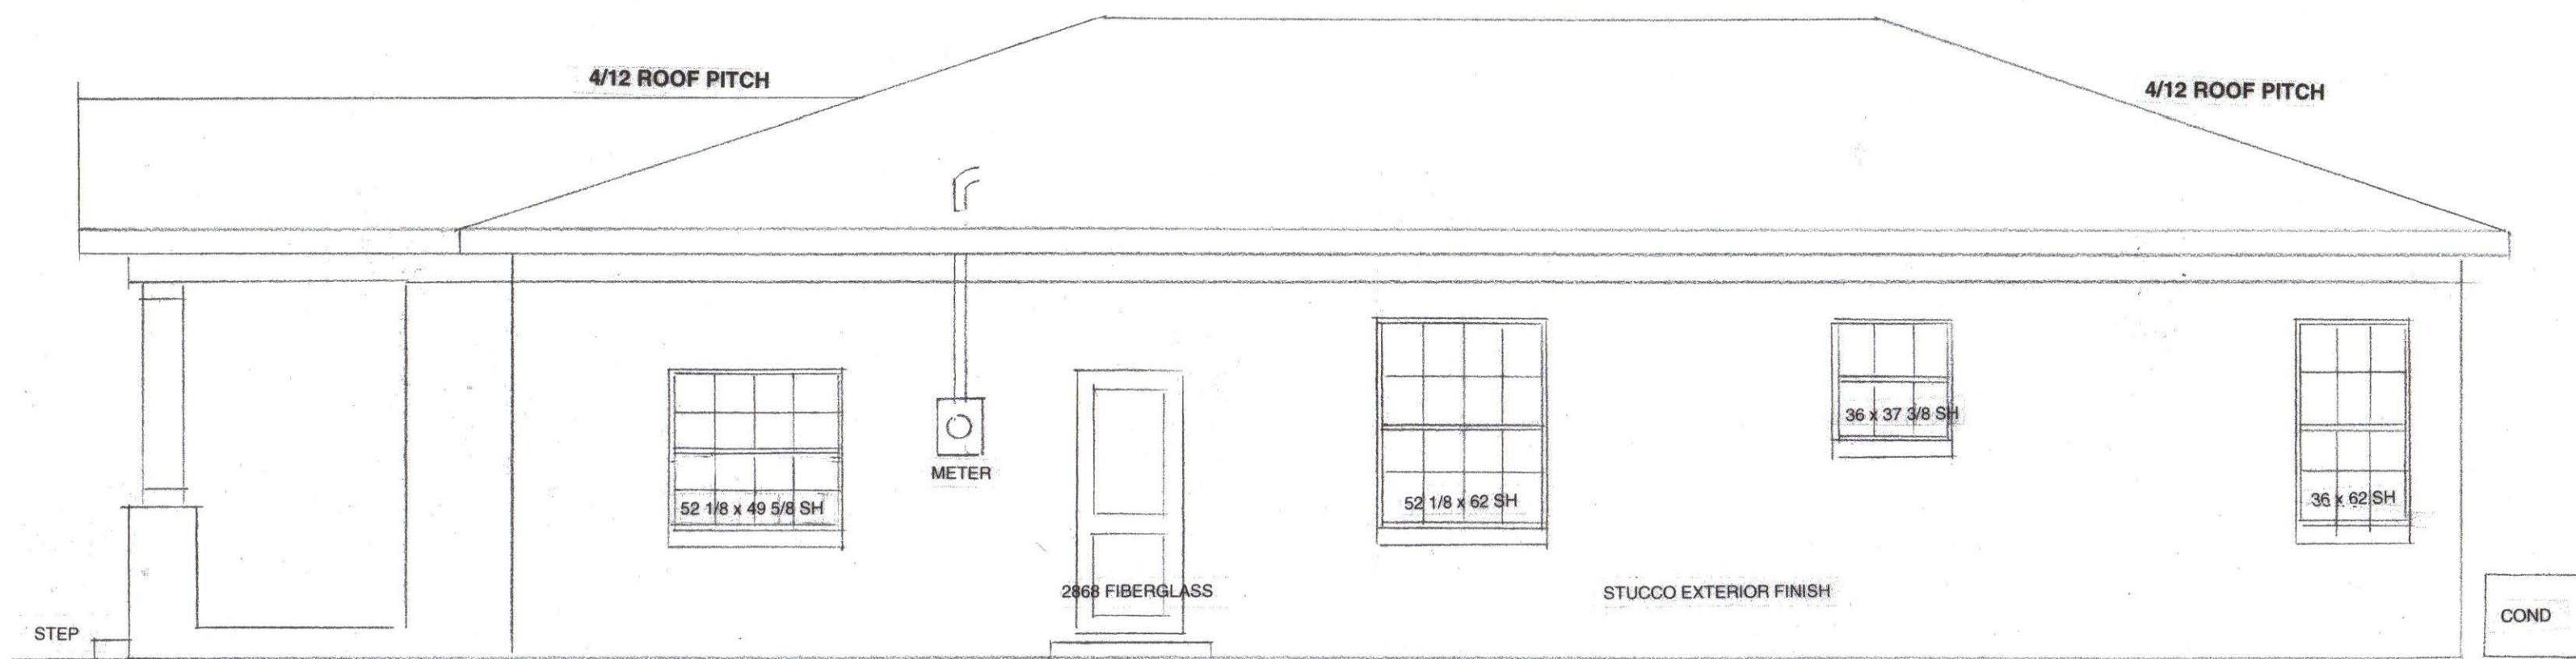 4/12 ROOF PITCH
4/12 ROOF PITCH
36 x 37 3/8 SH
METER
52 1/8 x 49 5/8 SH
52 1/8 x 62 SH
36 x 62 SH
2868 FIBERGLASS
STUCCO EXTERIOR FINISH
STEP
COND